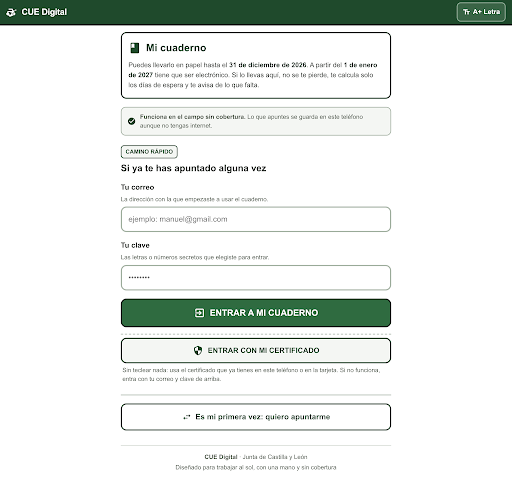 CUE Digital
A+ Letra
Mi cuaderno
Puedes llevarlo en papel hasta el 31 de diciembre de 2026. A partir del 1 de enero
de 2027 tiene que ser electrónico. Si lo llevas aquí, no se te pierde, te calcula solo
los días de espera y te avisa de lo que falta.
Funciona en el campo sin cobertura. Lo que apuntes se guarda en este teléfono
aunque no tengas internet.
CAMINO RÁPIDO
Si ya te has apuntado alguna vez
Tu correo
La dirección con la que empezaste a usar el cuaderno.
ejemplo: manuel@gmail.com
Tu clave
Las letras o números secretos que elegiste para entrar.
••••••••
ENTRAR A MI CUADERNO
ENTRAR CON MI CERTIFICADO
Sin teclear nada: usa el certificado que ya tienes en este teléfono o en la tarjeta. Si no funciona,
entra con tu correo y clave de arriba.
Es mi primera vez: quiero apuntarme
CUE Digital · Junta de Castilla y León
Diseñado para trabajar al sol, con una mano y sin cobertura